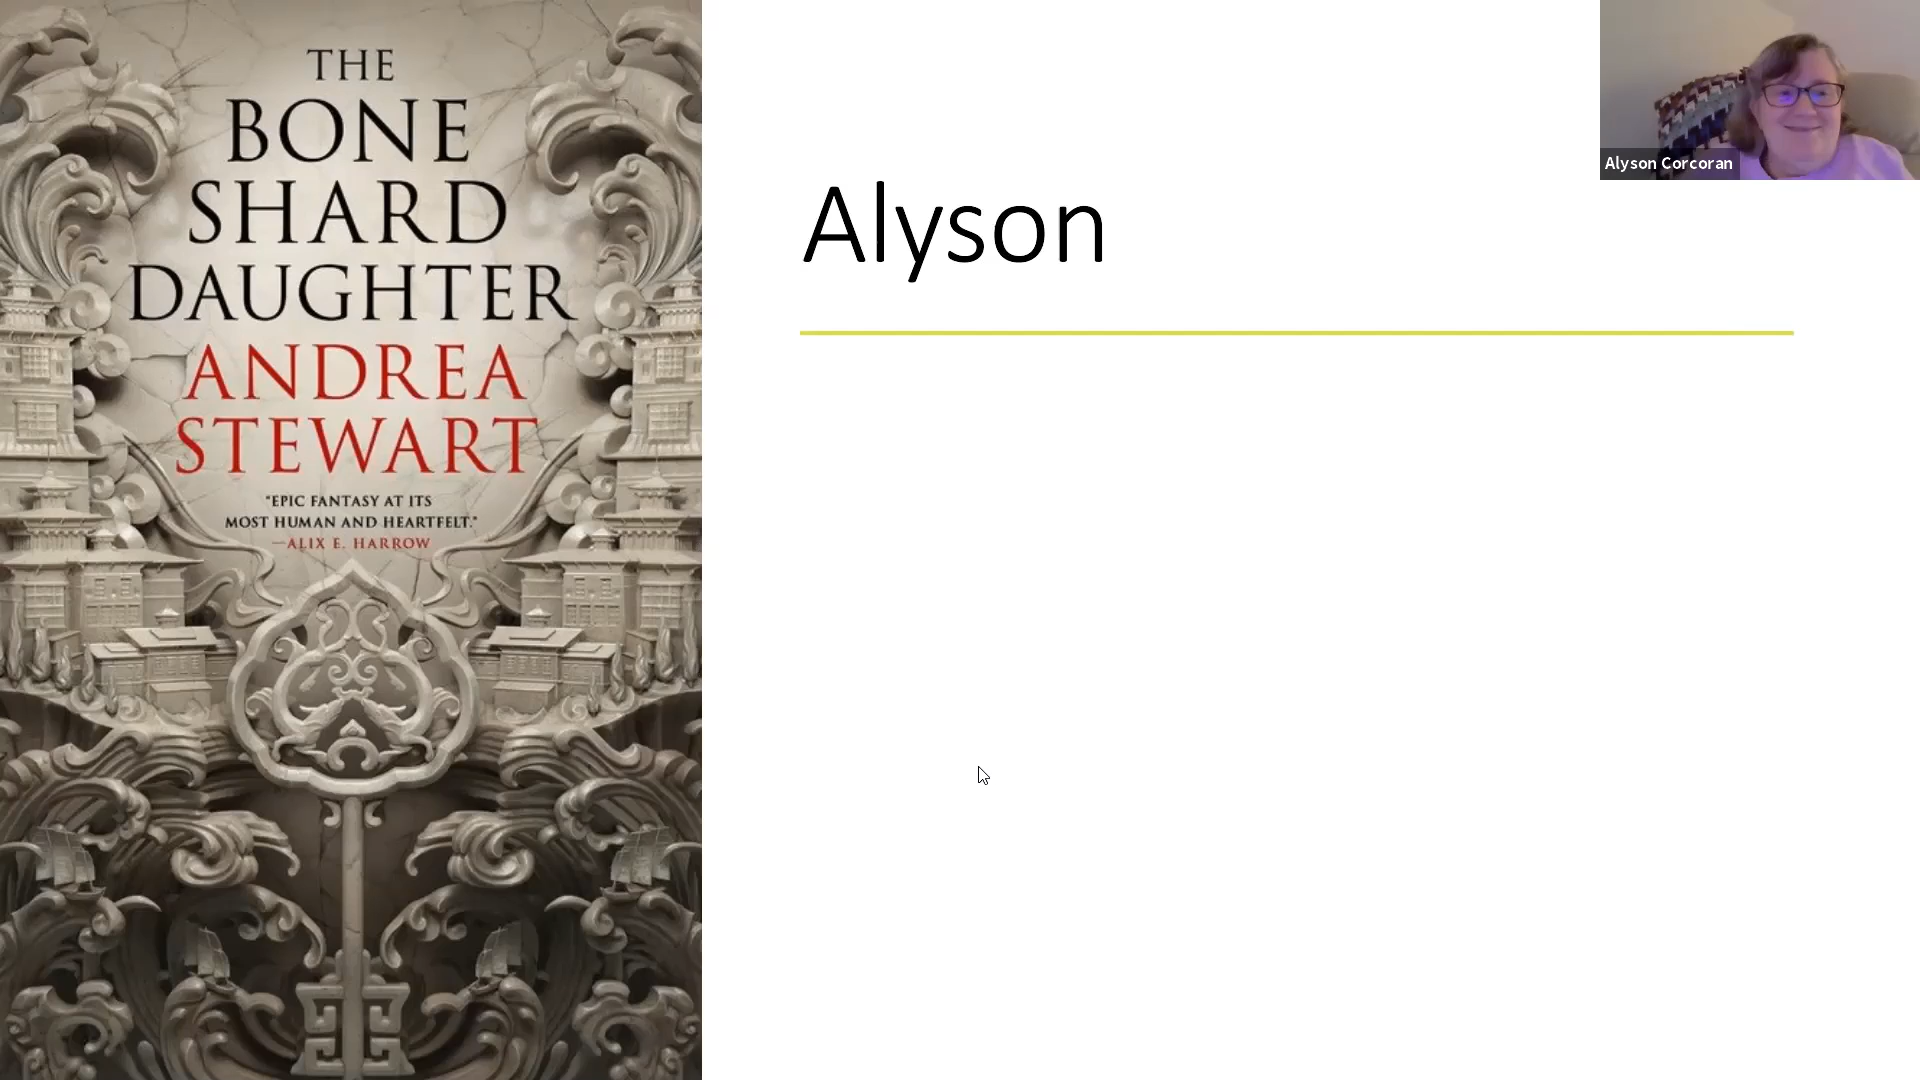 THE
BONE
SHARD
DAUGHTER
ANDREA
STEWART
"EPIC FANTASY AT ITS
MOST HUMAN AND HEARTFELT."
—ALIX E. HARROW
Alyson
Alyson Corcoran